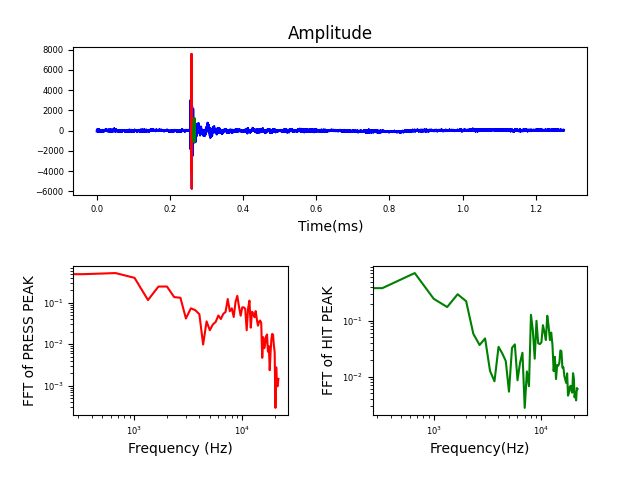 Amplitude
8000
6000
4000
2000
0
−2000
−4000
−6000
0.0 0.2 0.4 0.6 0.8 1.0 1.2
Time(ms)
FFT of PRESS PEAK
10⁻¹
10⁻²
10⁻³
10³ 10⁴
Frequency (Hz)
FFT of HIT PEAK
10⁻¹
10⁻²
10³ 10⁴
Frequency(Hz)